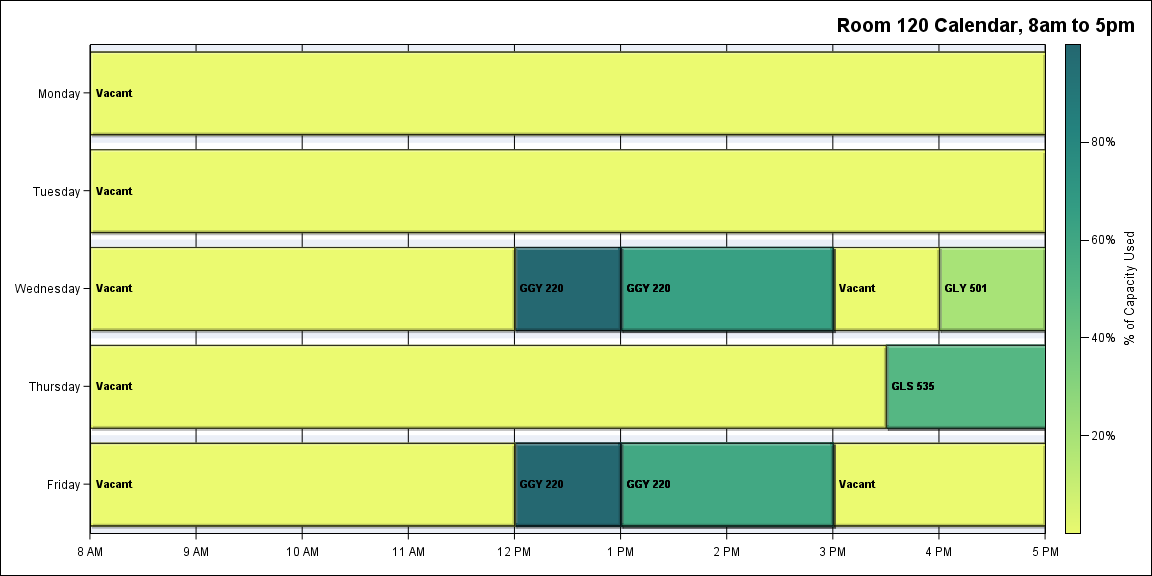 Room 120 Calendar, 8am to 5pm
Monday
Vacant
Tuesday
Vacant
Wednesday
Vacant
GGY 220
GGY 220
Vacant
GLY 501
Thursday
Vacant
GLS 535
Friday
Vacant
GGY 220
GGY 220
Vacant
8 AM
9 AM
10 AM
11 AM
12 PM
1 PM
2 PM
3 PM
4 PM
5 PM
80%
60%
40%
20%
% of Capacity Used